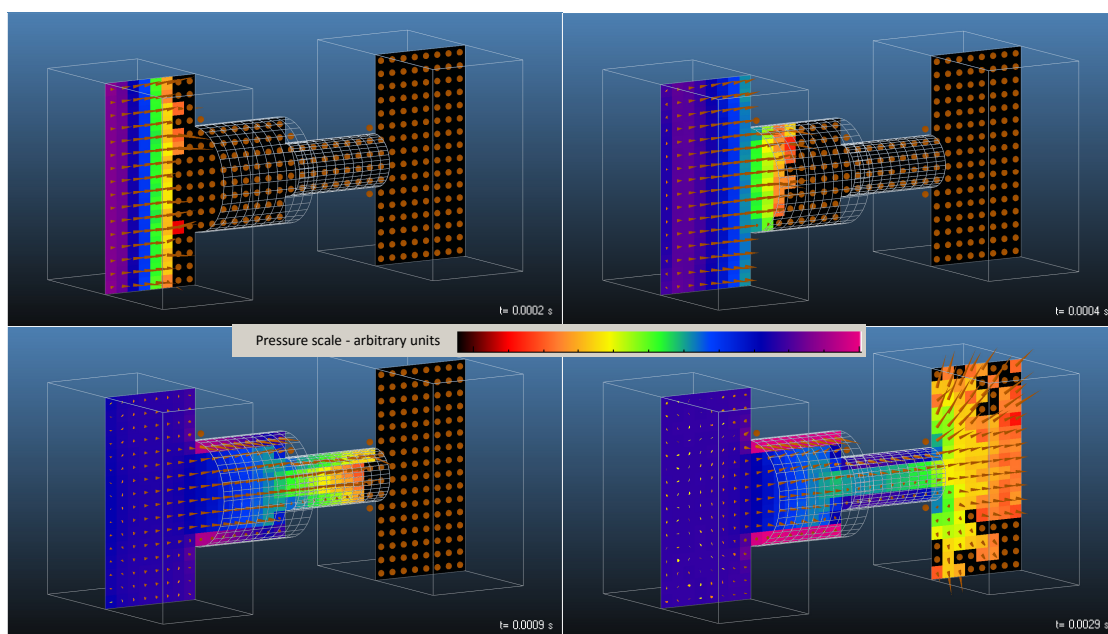 t= 0.0002 s
t= 0.0004 s
Pressure scale - arbitrary units
t= 0.0009 s
t= 0.0029 s